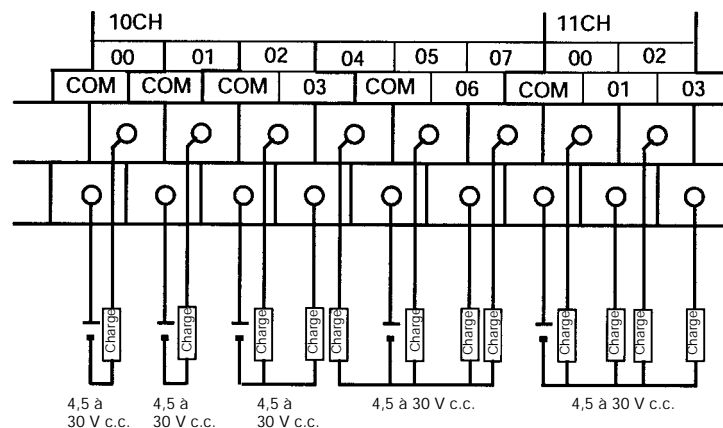 10CH 11CH
00 01 02 04 05 07 00 02
COM COM COM 03 COM 06 COM 01 03
Charge Charge Charge Charge Charge Charge Charge Charge Charge Charge Charge Charge
4,5 à
30 V c.c.
4,5 à
30 V c.c.
4,5 à
30 V c.c.
4,5 à 30 V c.c.
4,5 à 30 V c.c.